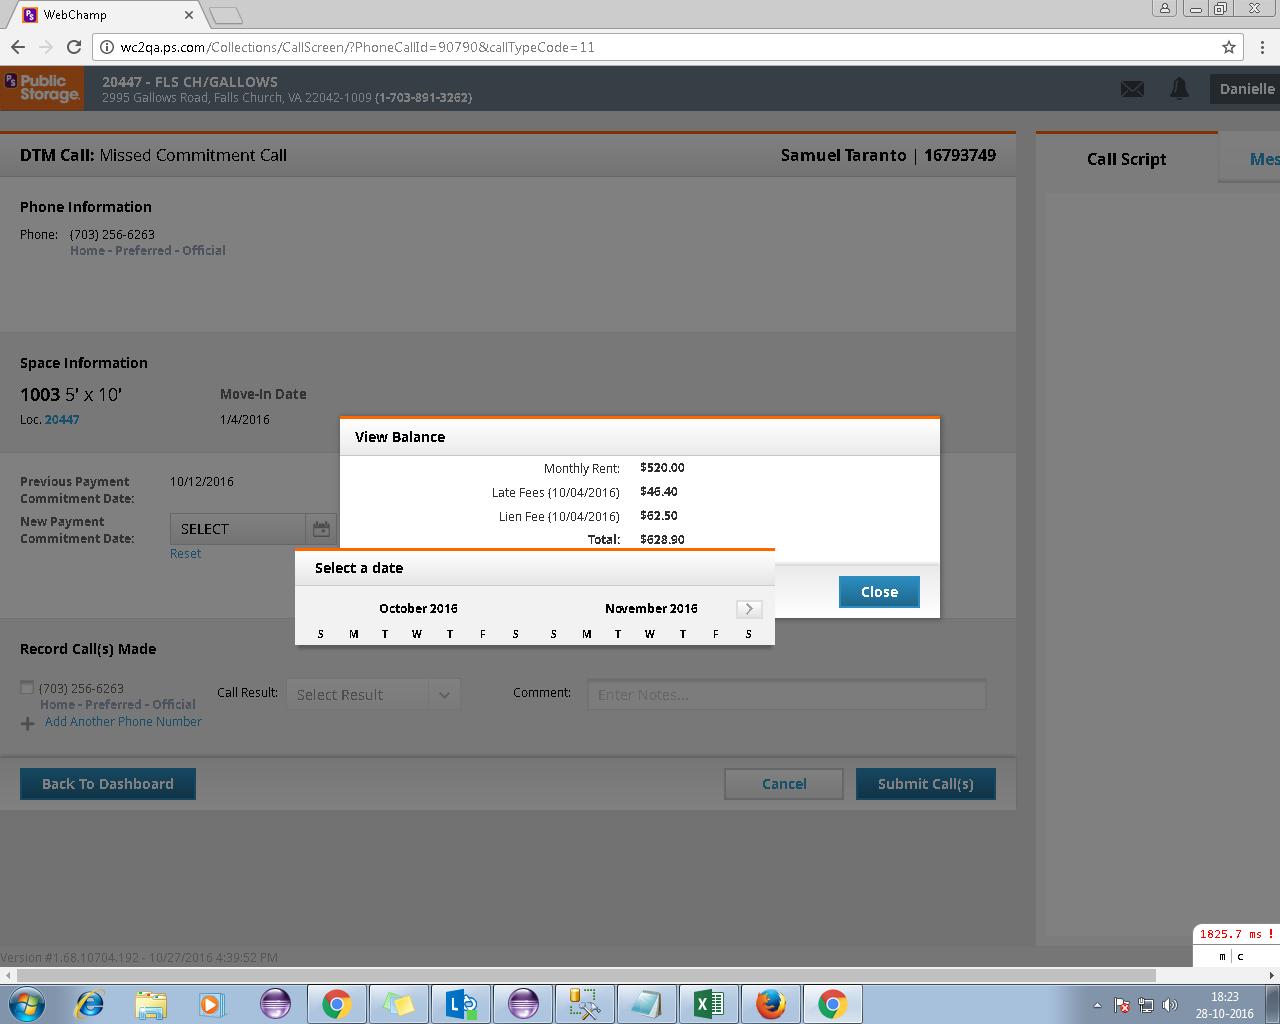 WebChamp
wc2qa.ps.com/Collections/CallScreen/?PhoneCallId=90790&callTypeCode=11
PS Public Storage.
20447 - FLS CH/GALLOWS
2995 Gallows Road, Falls Church, VA 22042-1009 (1-703-891-3262)
Danielle
DTM Call: Missed Commitment Call
Samuel Taranto | 16793749
Call Script
Mes
Phone Information
Phone: (703) 256-6263
Home - Preferred - Official
Space Information
1003 5' x 10'
Move-In Date
Loc. 20447
1/4/2016
View Balance
Monthly Rent: $520.00
Late Fees (10/04/2016) $46.40
Lien Fee (10/04/2016) $62.50
Total: $628.90
Close
Previous Payment
Commitment Date:
10/12/2016
New Payment
Commitment Date:
SELECT
Reset
Select a date
October 2016
November 2016
S M T W T F S S M T W T F S
Record Call(s) Made
(703) 256-6263
Home - Preferred - Official
Add Another Phone Number
Call Result: Select Result
Comment: Enter Notes...
Back To Dashboard
Cancel
Submit Call(s)
1825.7 ms !
m | c
Version #1.68.10704.192 - 10/27/2016 4:39:52 PM
18:23
28-10-2016